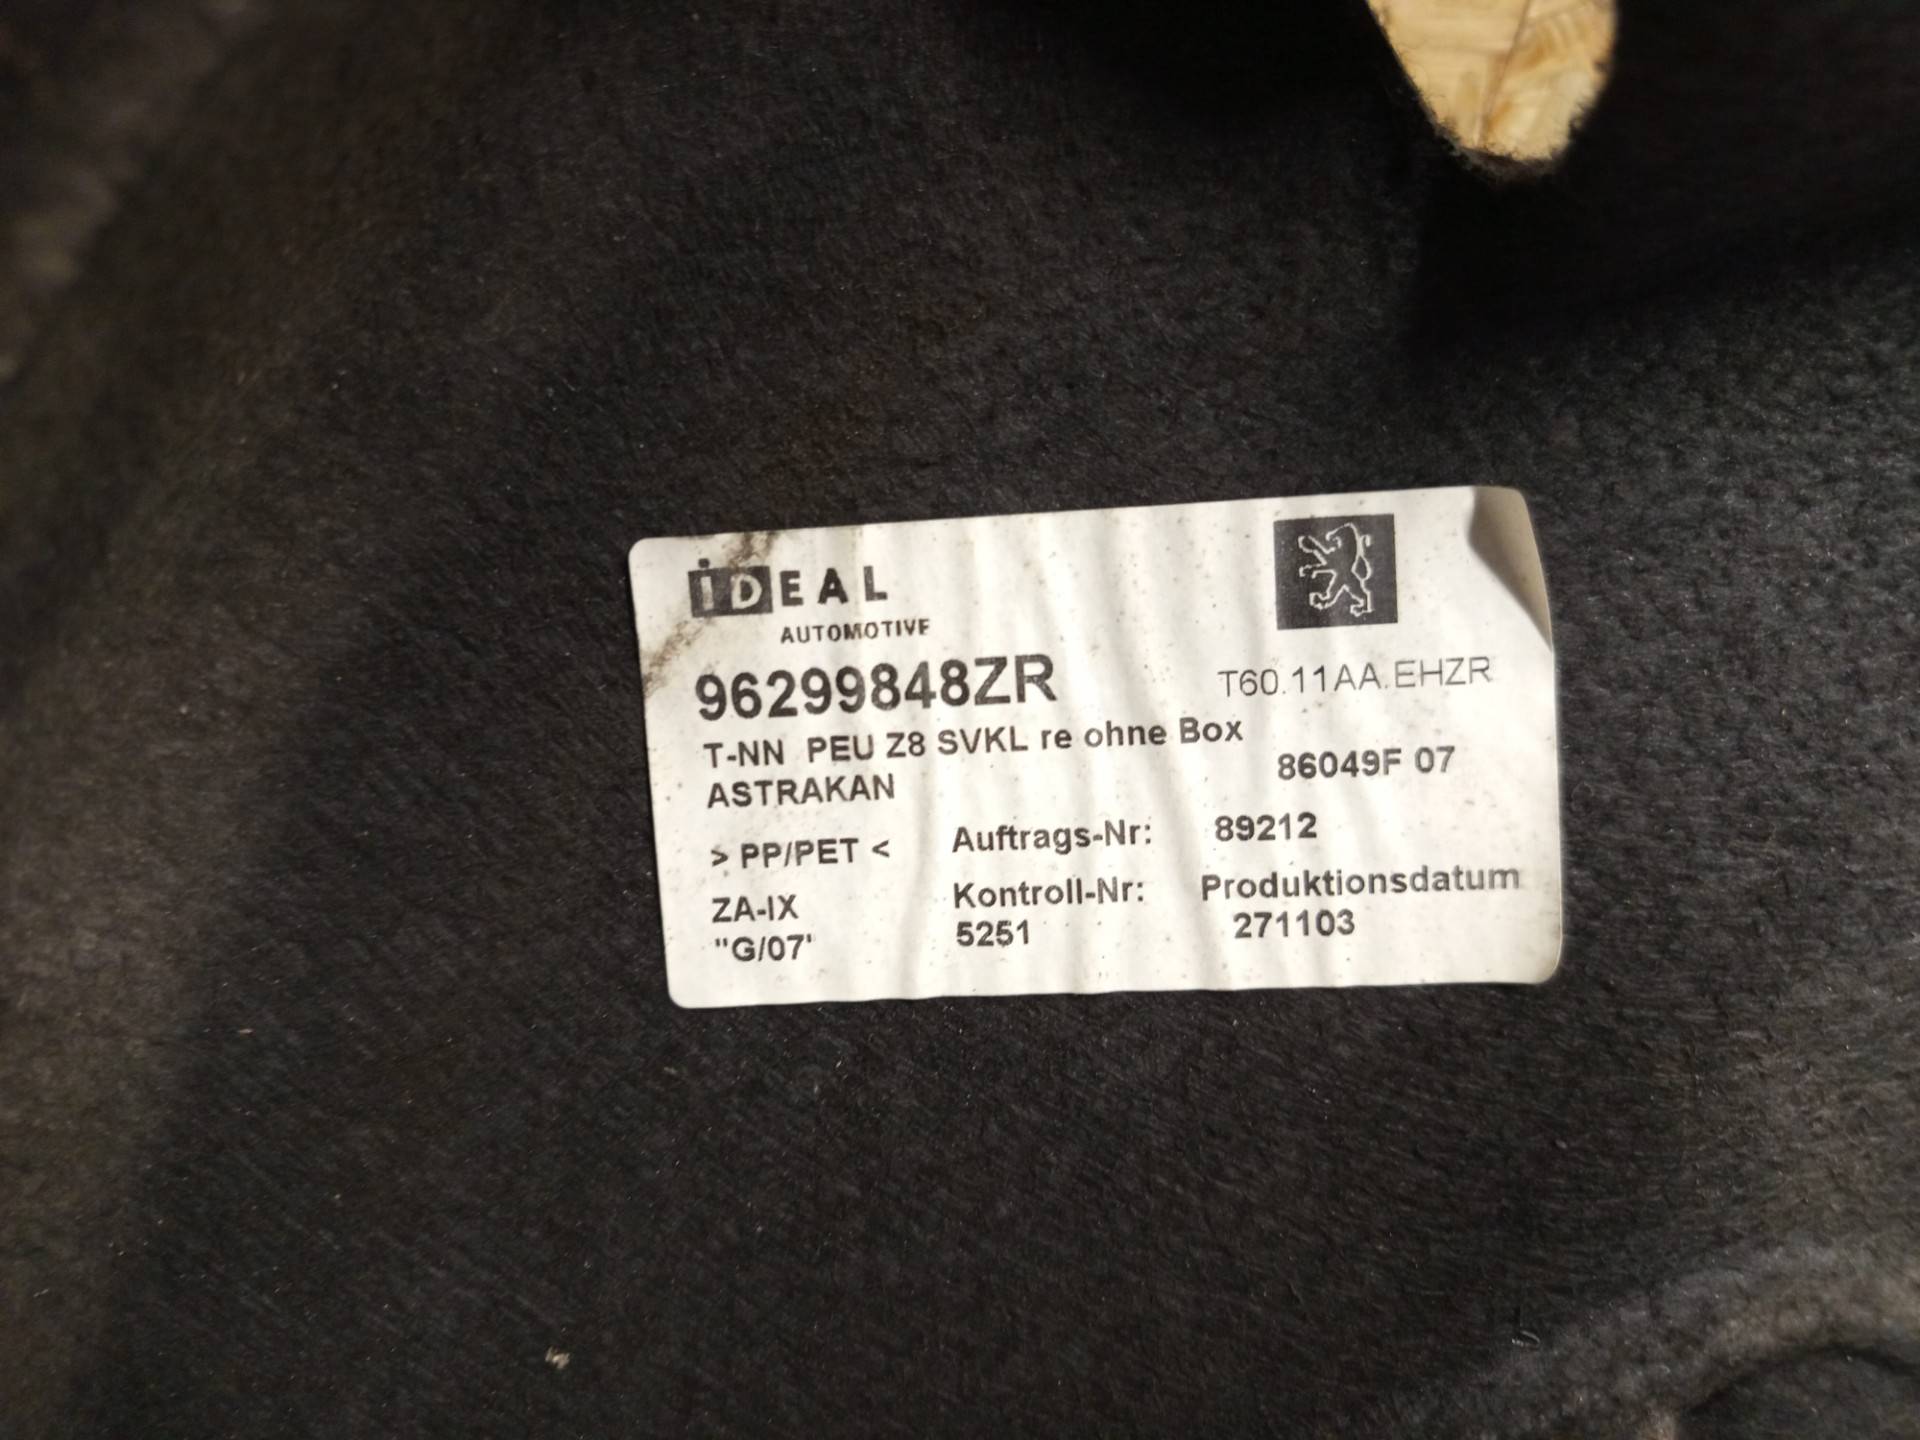 iDEAL
AUTOMOTIVE
96299848ZR
T60.11AA.EHZR
T-NN PEU Z8 SVKL re ohne Box
86049F 07
ASTRAKAN
> PP/PET <
Auftrags-Nr: 89212
ZA-IX
Kontroll-Nr: Produktionsdatum
"G/07'
5251 271103